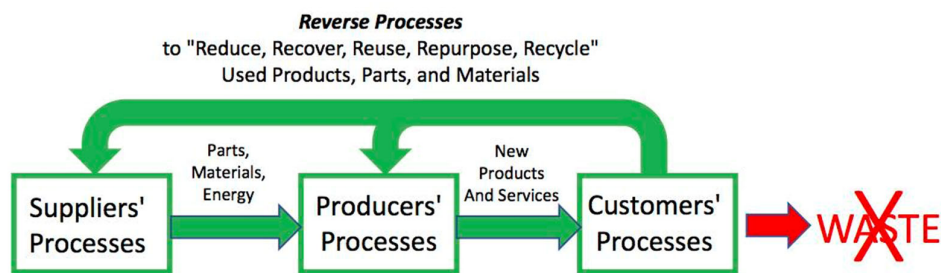 Reverse Processes
to "Reduce, Recover, Reuse, Repurpose, Recycle"
Used Products, Parts, and Materials
Parts,
Materials,
Energy
New
Products
And Services
Suppliers'
Processes
Producers'
Processes
Customers'
Processes
WASTE